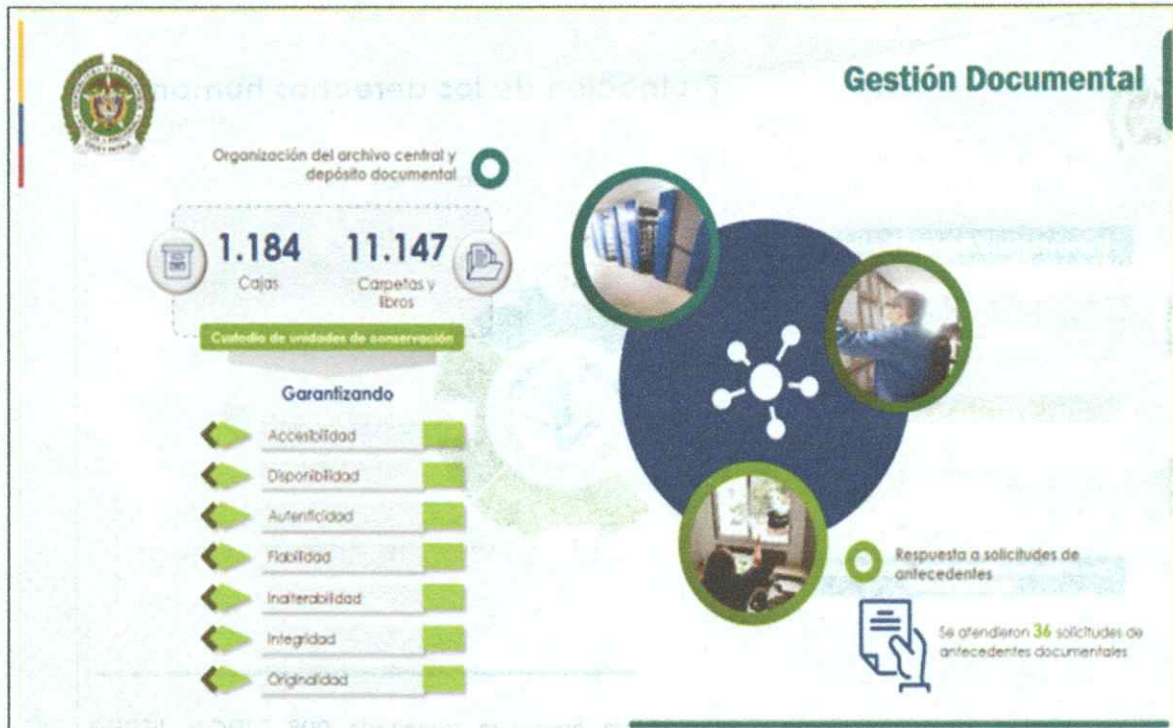 Gestión Documental
Organización del archivo central y
depósito documental
1.184
Cajas
11.147
Carpetas y
libros
Custodia de unidades de conservación
Garantizando
Accesibilidad
Disponibilidad
Autenticidad
Fiabilidad
Inalterabilidad
Integridad
Originalidad
Respuesta a solicitudes de
antecedentes
Se atendieron 36 solicitudes de
antecedentes documentales